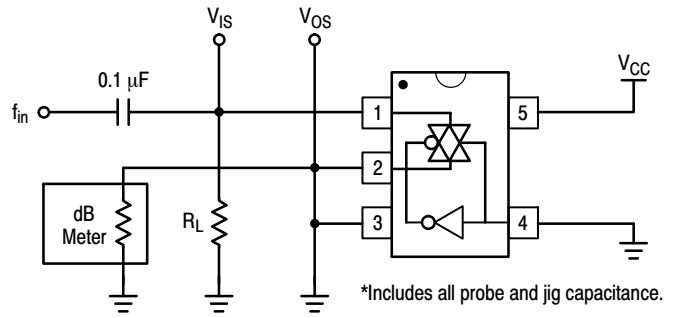 V_IS
V_OS
V_CC
0.1 μF
f_in
1
5
2
dB
Meter
R_L
3
4
*Includes all probe and jig capacitance.